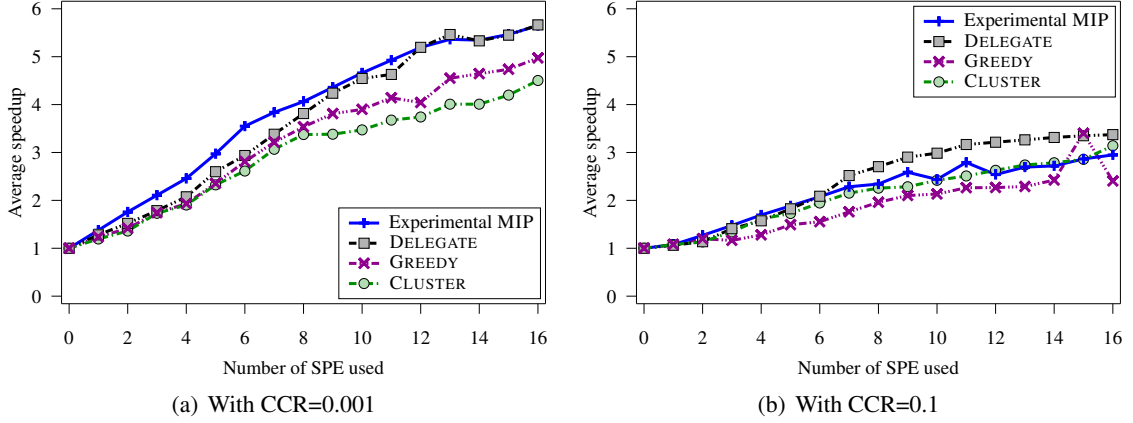 6
5
4
3
2
1
0
Average speedup
Experimental MIP
DELEGATE
GREEDY
CLUSTER
0 2 4 6 8 10 12 14 16
Number of SPE used
(a) With CCR=0.001
6
5
4
3
2
1
0
Average speedup
Experimental MIP
DELEGATE
GREEDY
CLUSTER
0 2 4 6 8 10 12 14 16
Number of SPE used
(b) With CCR=0.1